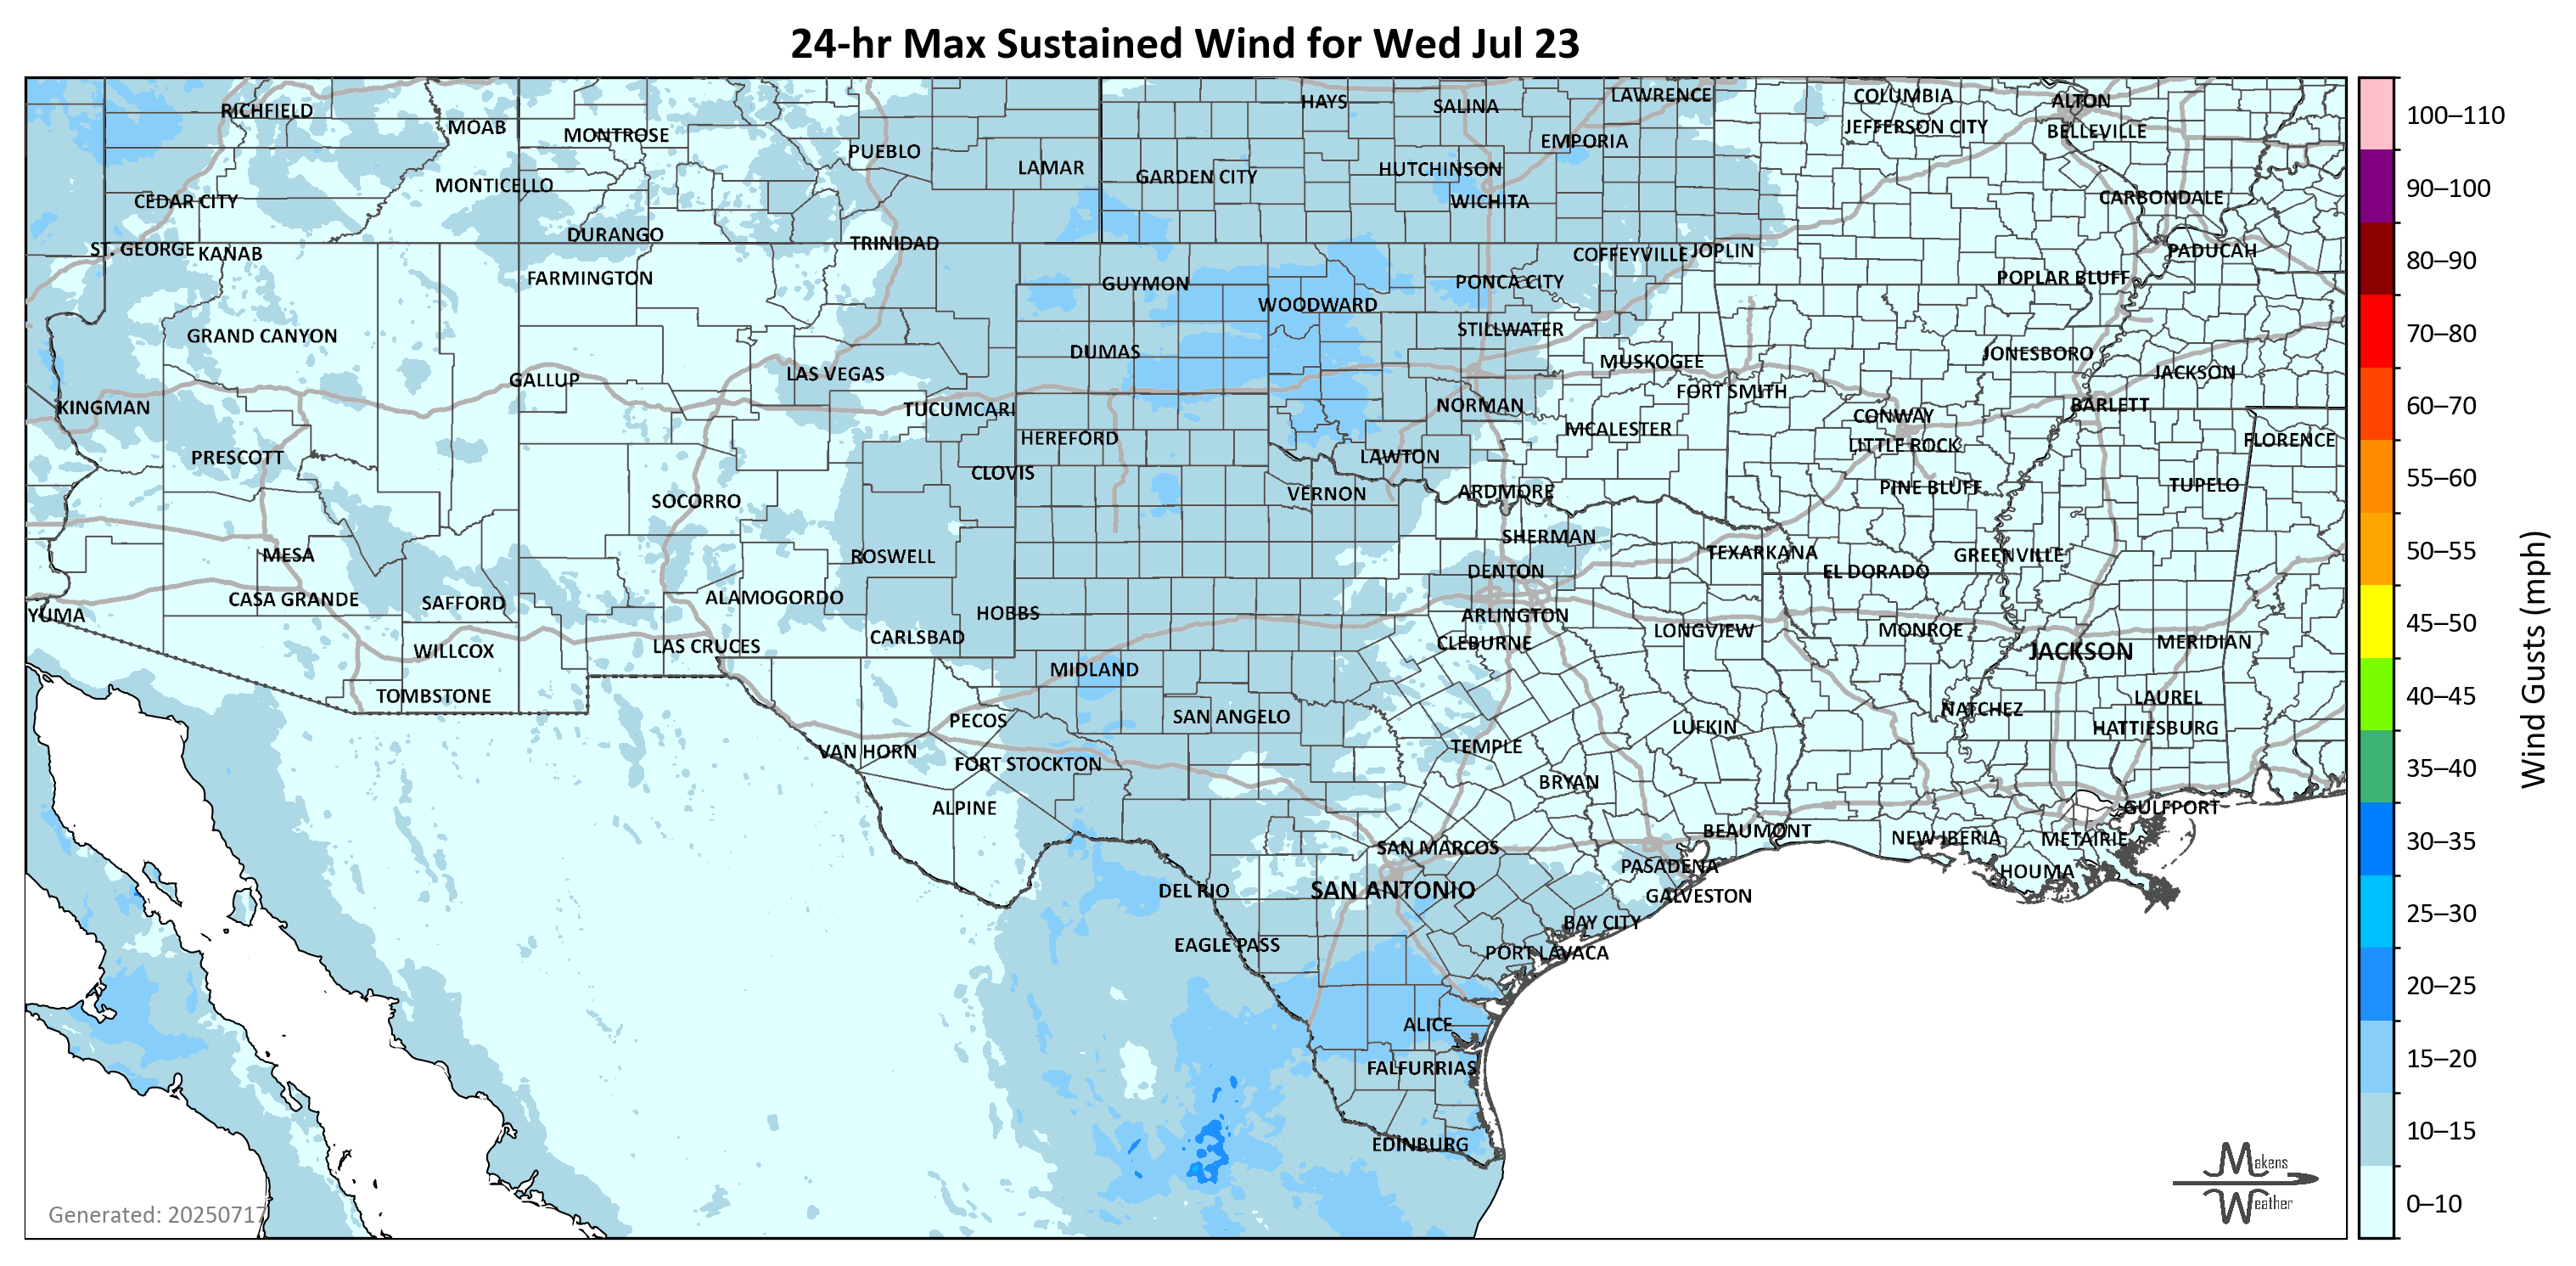 24-hr Max Sustained Wind for Wed Jul 23
RICHFIELD
MOAB
MONTROSE
PUEBLO
LAMAR
GARDEN CITY
HAYS
SALINA
LAWRENCE
EMPORIA
HUTCHINSON
WICHITA
COLUMBIA
JEFFERSON CITY
ALTON
BELLEVILLE
CARBONDALE
MONTICELLO
CEDAR CITY
DURANGO
TRINIDAD
ST. GEORGE
KANAB
FARMINGTON
GUYMON
WOODWARD
PONCA CITY
COFFEYVILLE
JOPLIN
POPLAR BLUFF
PADUCAH
GRAND CANYON
DUMAS
STILLWATER
MUSKOGEE
JONESBORO
JACKSON
GALLUP
LAS VEGAS
FORT SMITH
KINGMAN
TUCUMCARI
NORMAN
CONWAY
BARLETT
HEREFORD
MCALESTER
LITTLE ROCK
FLORENCE
PRESCOTT
CLOVIS
LAWTON
SOCORRO
VERNON
ARDMORE
PINE BLUFF
TUPELO
MESA
ROSWELL
SHERMAN
TEXARKANA
GREENVILLE
DENTON
EL DORADO
CASA GRANDE
SAFFORD
ALAMOGORDO
YUMA
HOBBS
ARLINGTON
LAS CRUCES
CARLSBAD
CLEBURNE
LONGVIEW
MONROE
JACKSON
MERIDIAN
WILLCOX
MIDLAND
TOMBSTONE
LAUREL
PECOS
SAN ANGELO
NATCHEZ
LUFKIN
HATTIESBURG
VAN HORN
FORT STOCKTON
TEMPLE
BRYAN
ALPINE
GULFPORT
BEAUMONT
NEW IBERIA
METAIRIE
SAN MARCOS
PASADENA
HOUMA
DEL RIO
SAN ANTONIO
GALVESTON
BAY CITY
EAGLE PASS
PORT LAVACA
ALICE
FALFURRIAS
EDINBURG
Generated: 20250717
Makens
Weather
100–110
90–100
80–90
70–80
60–70
55–60
50–55
45–50
40–45
35–40
30–35
25–30
20–25
15–20
10–15
0–10
Wind Gusts (mph)